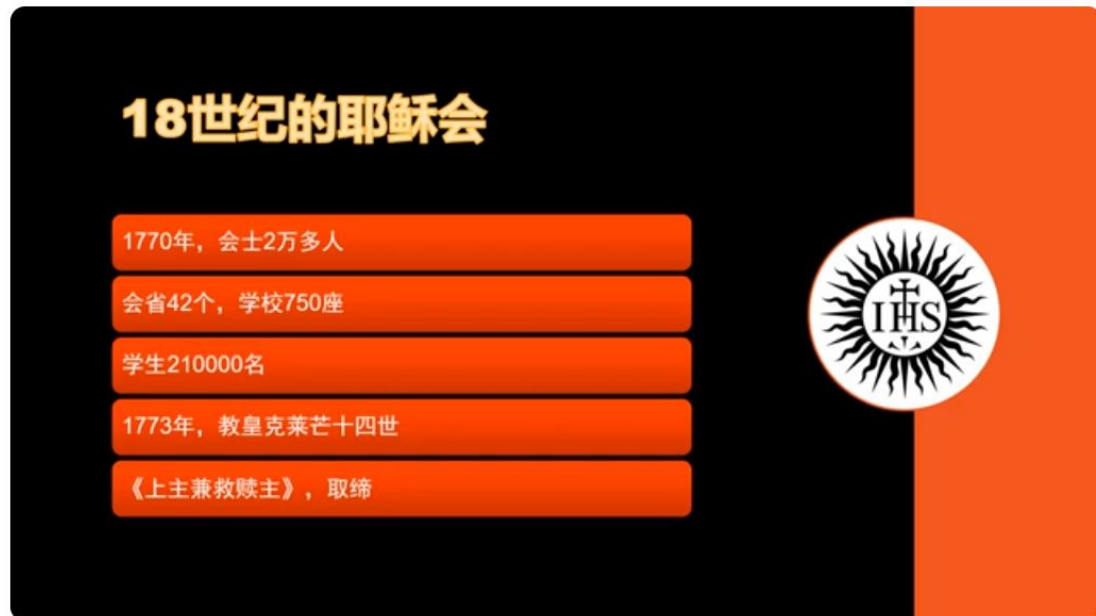 18世纪的耶稣会
1770年，会士2万多人
会省42个，学校750座
学生210000名
1773年，教皇克莱芒十四世
《上主兼救赎主》，取缔
IHS